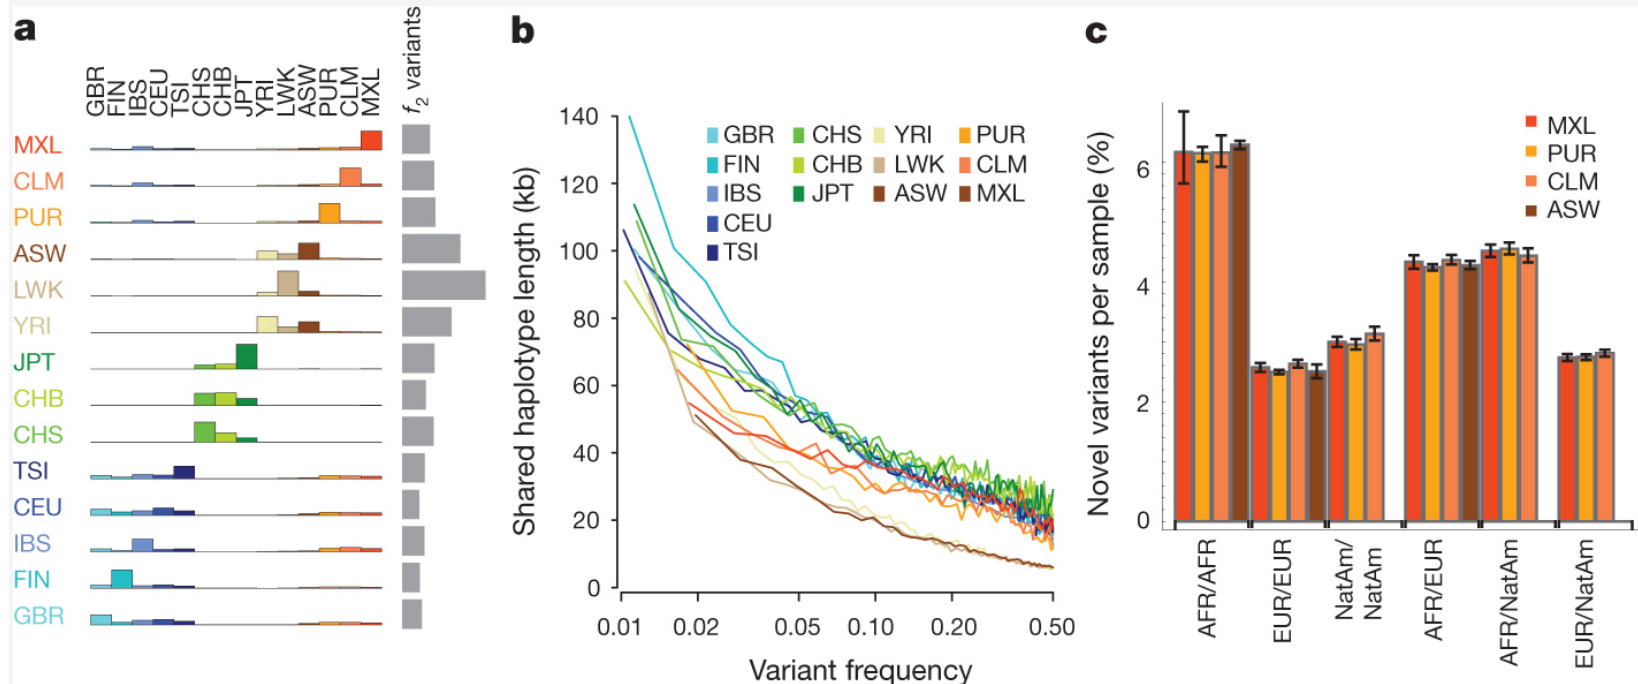 a
GBR FIN IBS CEU TSI CHS CHB JPT YRI LWK ASW PUR CLM MXL
f2 variants
MXL
CLM
PUR
ASW
LWK
YRI
JPT
CHB
CHS
TSI
CEU
IBS
FIN
GBR
b
Shared haplotype length (kb)
140
120
100
80
60
40
20
0
GBR CHS YRI PUR
FIN CHB LWK CLM
IBS JPT ASW MXL
CEU
TSI
0.01 0.02 0.05 0.10 0.20 0.50
Variant frequency
c
Novel variants per sample (%)
6
4
2
0
MXL
PUR
CLM
ASW
AFR/AFR
EUR/EUR
NatAm/
NatAm
AFR/EUR
AFR/NatAm
EUR/NatAm